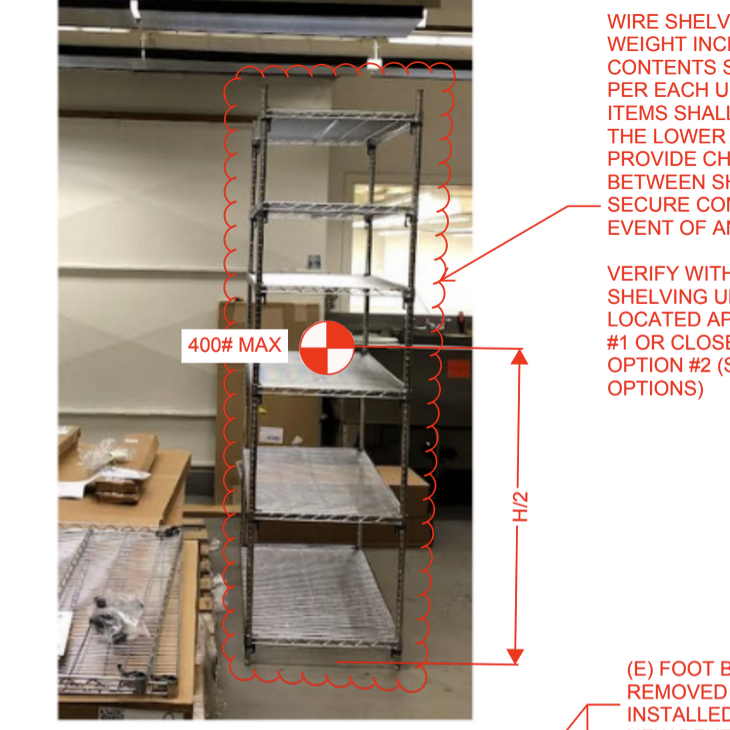 WIRE SHELV
WEIGHT INCL
CONTENTS S
PER EACH U
ITEMS SHALL
THE LOWER
PROVIDE CH
BETWEEN SH
SECURE CON
EVENT OF AN
VERIFY WITH
SHELVING U
LOCATED AP
#1 OR CLOSE
OPTION #2 (S
OPTIONS)
400# MAX
H/2
(E) FOOT B
REMOVED
INSTALLED